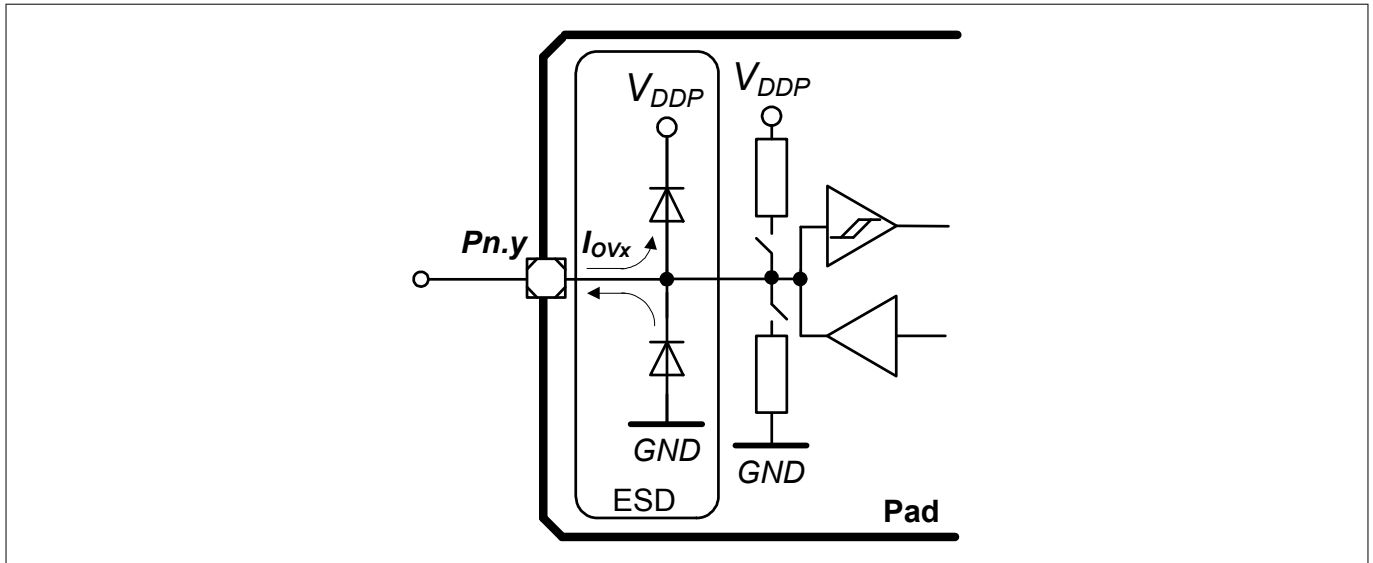 V_DDP
V_DDP
Pn.y
I_OVx
GND
GND
ESD
Pad